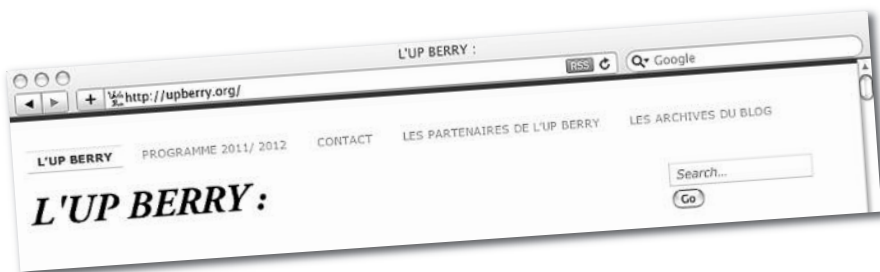 L'UP BERRY :
http://upberry.org/
RSS
Google
L'UP BERRY
PROGRAMME 2011/ 2012
CONTACT
LES PARTENAIRES DE L'UP BERRY
LES ARCHIVES DU BLOG
L'UP BERRY :
Search...
Go